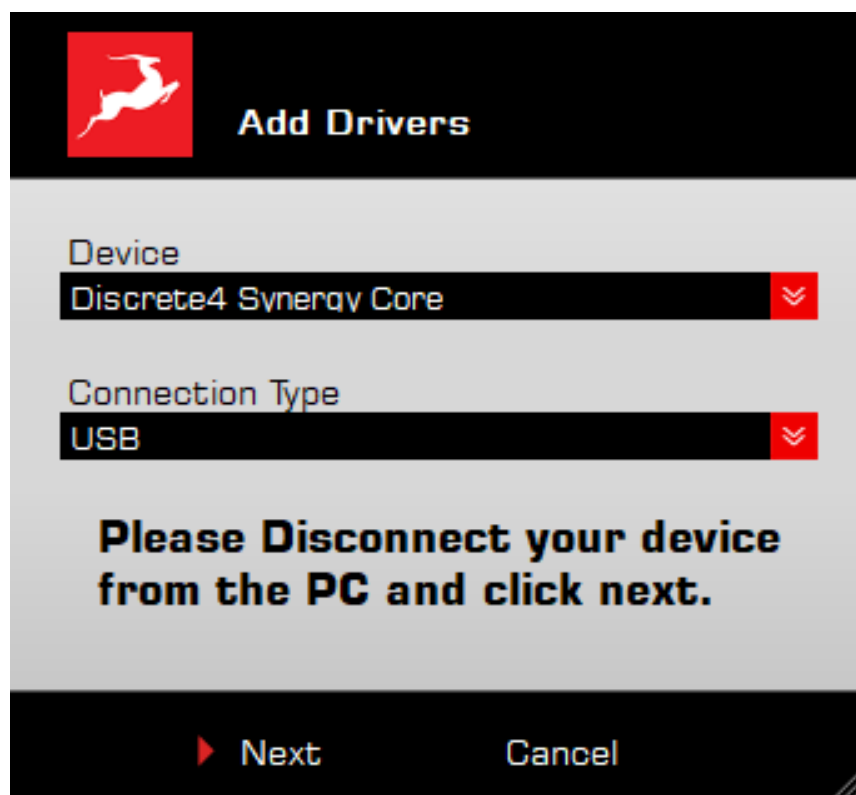 Add Drivers
Device
Discrete4 Synergy Core
Connection Type
USB
Please Disconnect your device
from the PC and click next.
Next
Cancel